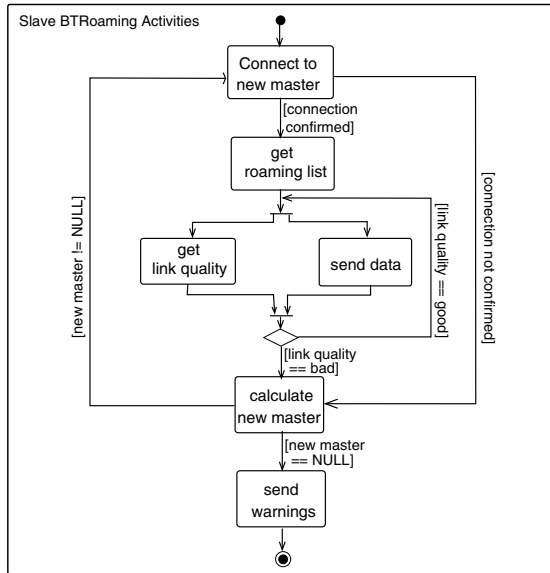 Slave BTRoaming Activities
Connect to
new master
[connection
confirmed]
get
roaming list
[new master != NULL]
[link quality == good]
[connection not confirmed]
get
link quality
send data
[link quality
== bad]
calculate
new master
[new master
== NULL]
send
warnings